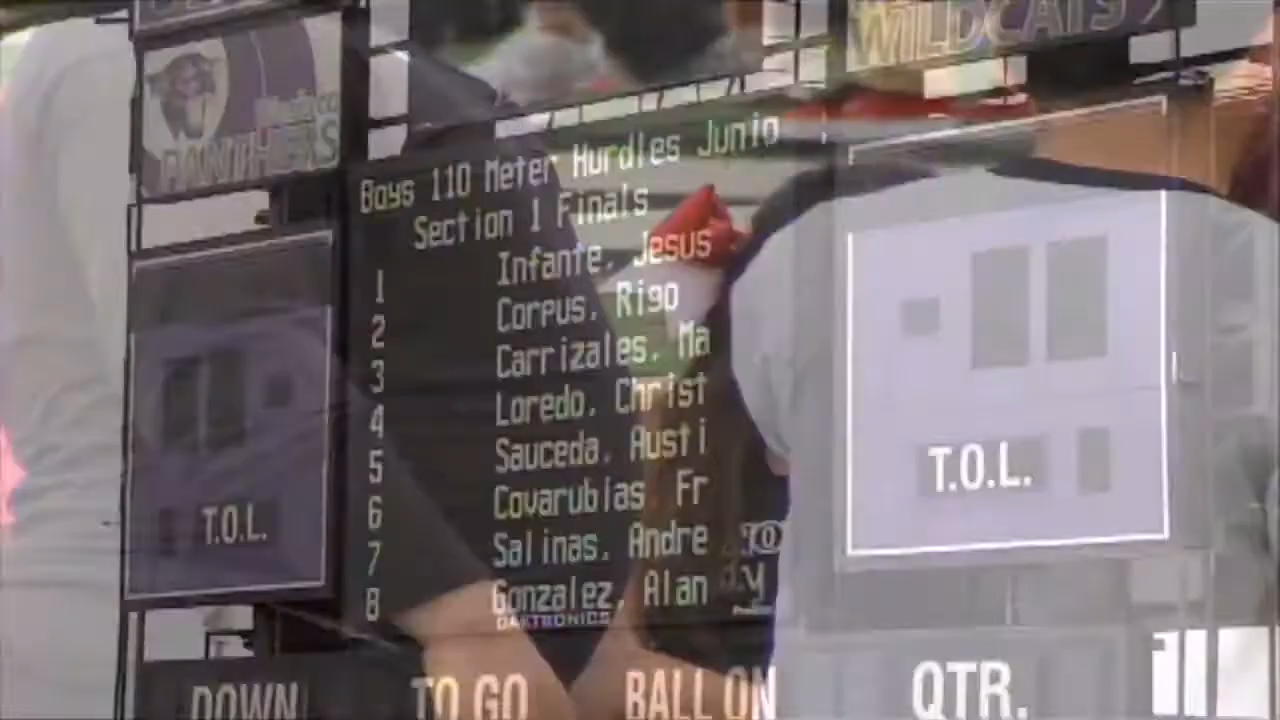 WILDCATS
PANTHERS
Boys 110 Meter Hurdles Junio
Section 1 Finals
1 Infante, Jesus
2 Corpus, Rigo
3 Carrizales, Ma
4 Loredo, Christ
5 Sauceda, Austi
6 Covarubias, Fr
7 Salinas, Andre
8 Gonzalez, Alan
DAKTRONICS
T.O.L.
T.O.L.
DOWN TO GO BALL ON QTR.